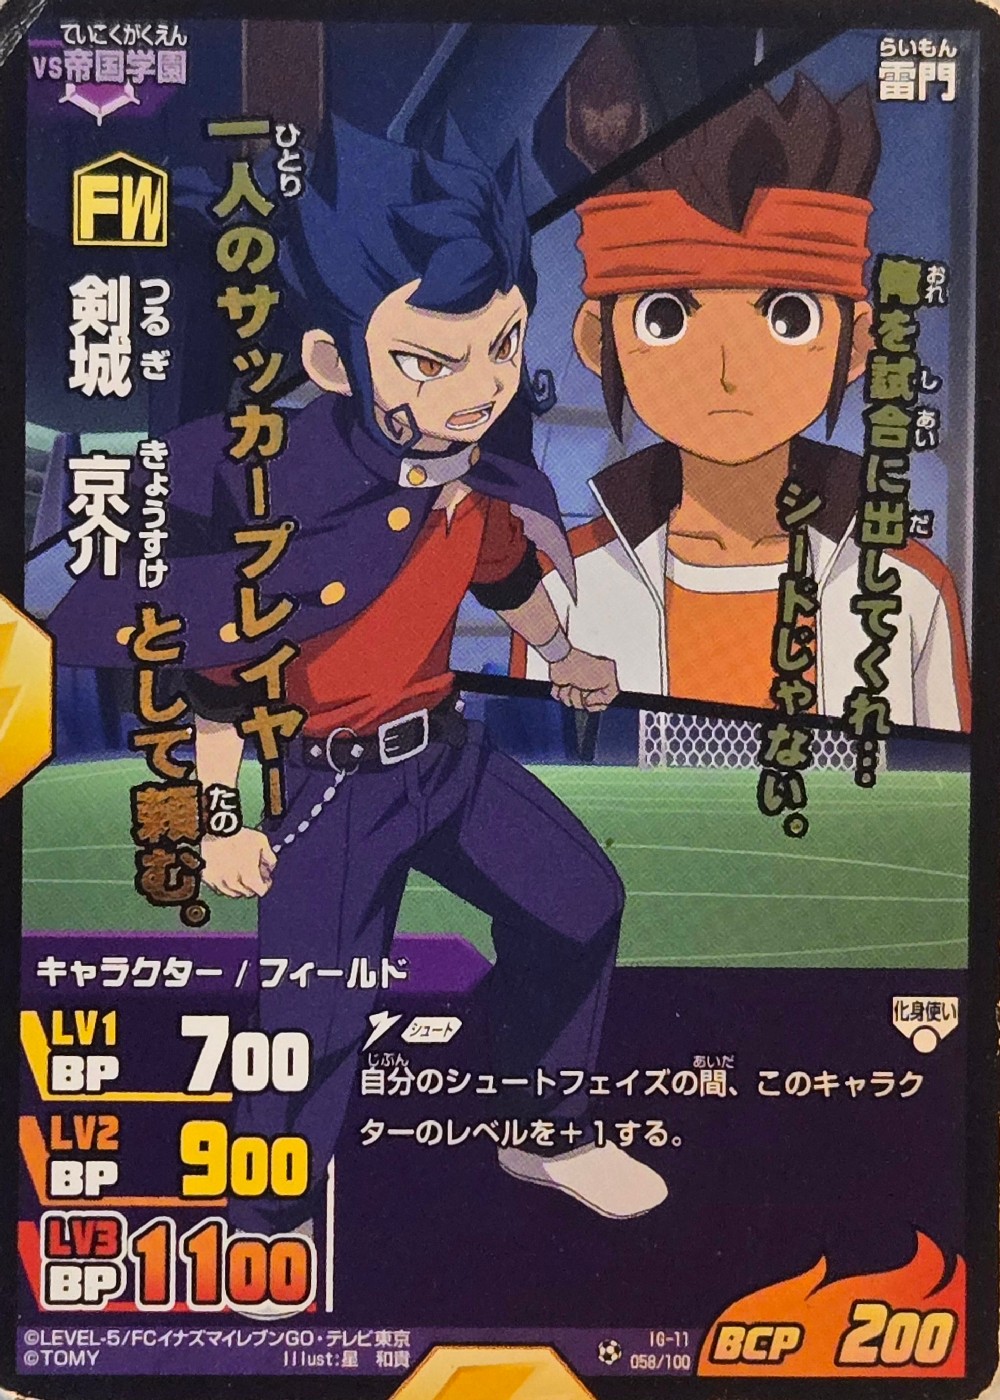 ていこくがくえん
VS帝国学園
らいもん
雷門
FW
つるぎ きょうすけ
剣城 京介
おれ しあい だ
俺を試合に出してくれ…
シードじゃない。
ひとり
一人のサッカープレイヤー
として頼む。
たの
キャラクター / フィールド
化身使い
LV1
BP 700
LV2
BP 900
LV3
BP 1100
シュート
じぶん あいだ
自分のシュートフェイズの間、このキャラク
ターのレベルを+1する。
©LEVEL-5/FCイナズマイレブンGO・テレビ東京
©TOMY Illust:星 和貴
IG-11
058/100
BCP 200